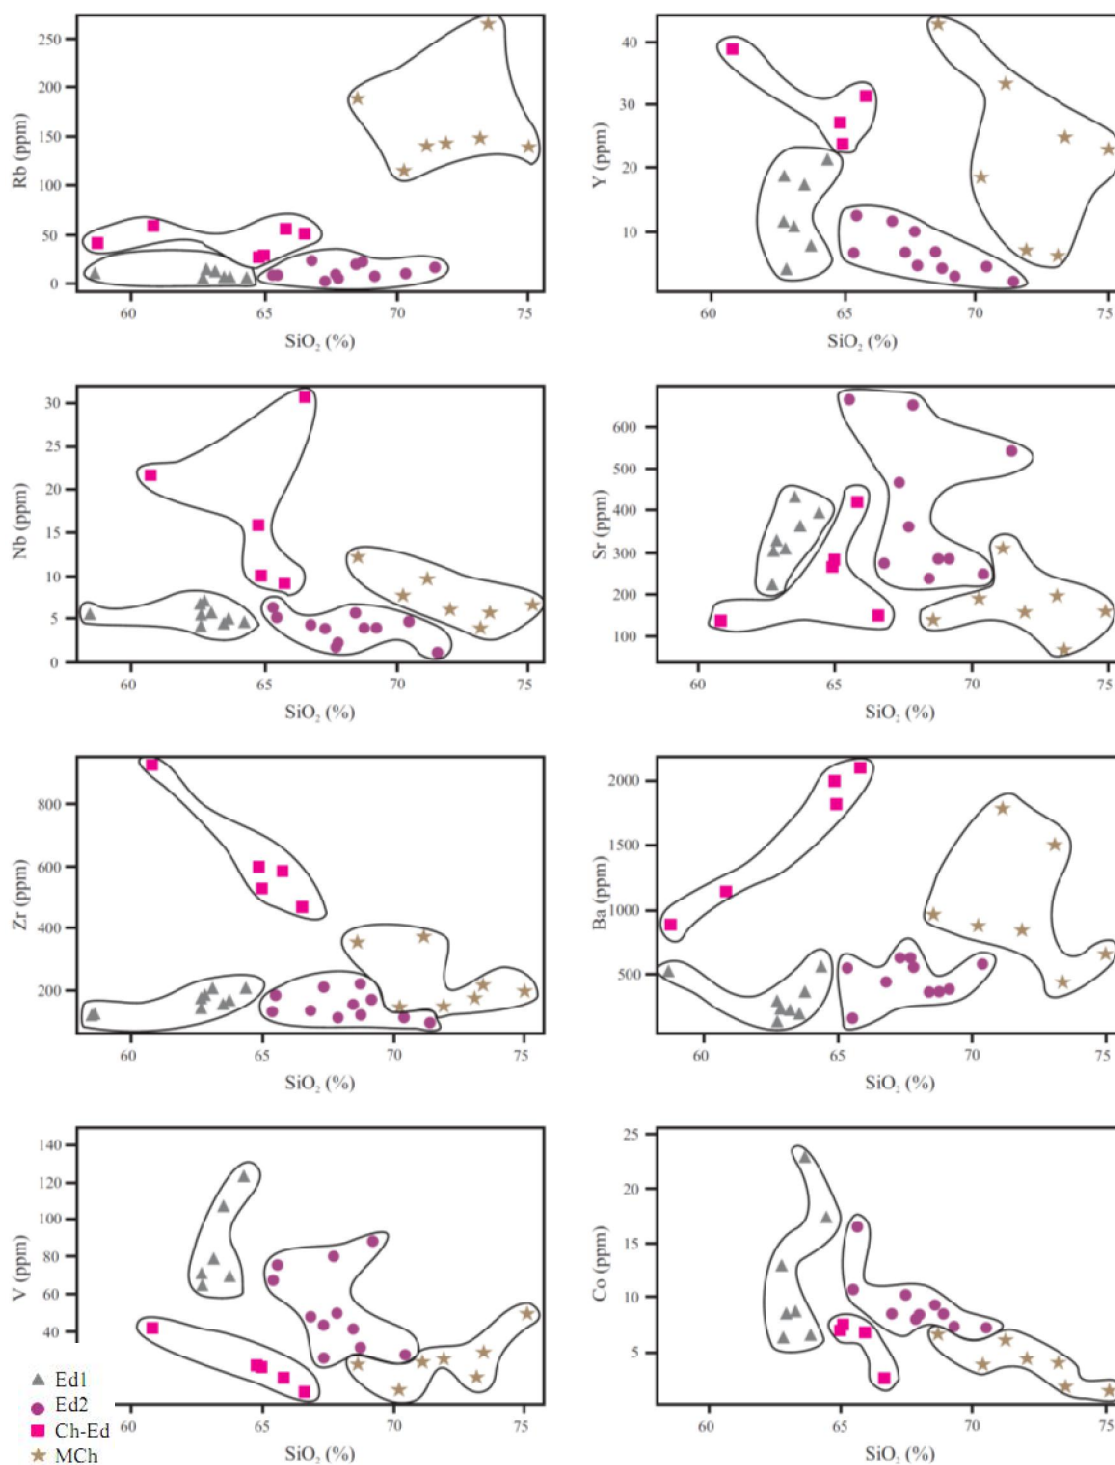 250
200
150
100
50
0
Rb (ppm)
60 65 70 75
SiO₂ (%)
40
30
20
10
Y (ppm)
60 65 70 75
SiO₂ (%)
30
25
20
15
10
5
0
Nb (ppm)
60 65 70 75
SiO₂ (%)
600
500
400
300
200
100
Sr (ppm)
60 65 70 75
SiO₂ (%)
800
600
400
200
Zr (ppm)
60 65 70 75
SiO₂ (%)
2000
1500
1000
500
Ba (ppm)
60 65 70 75
SiO₂ (%)
140
120
100
80
60
40
V (ppm)
60 65 70 75
SiO₂ (%)
25
20
15
10
5
Co (ppm)
60 65 70 75
SiO₂ (%)
Ed1
Ed2
Ch-Ed
MCh